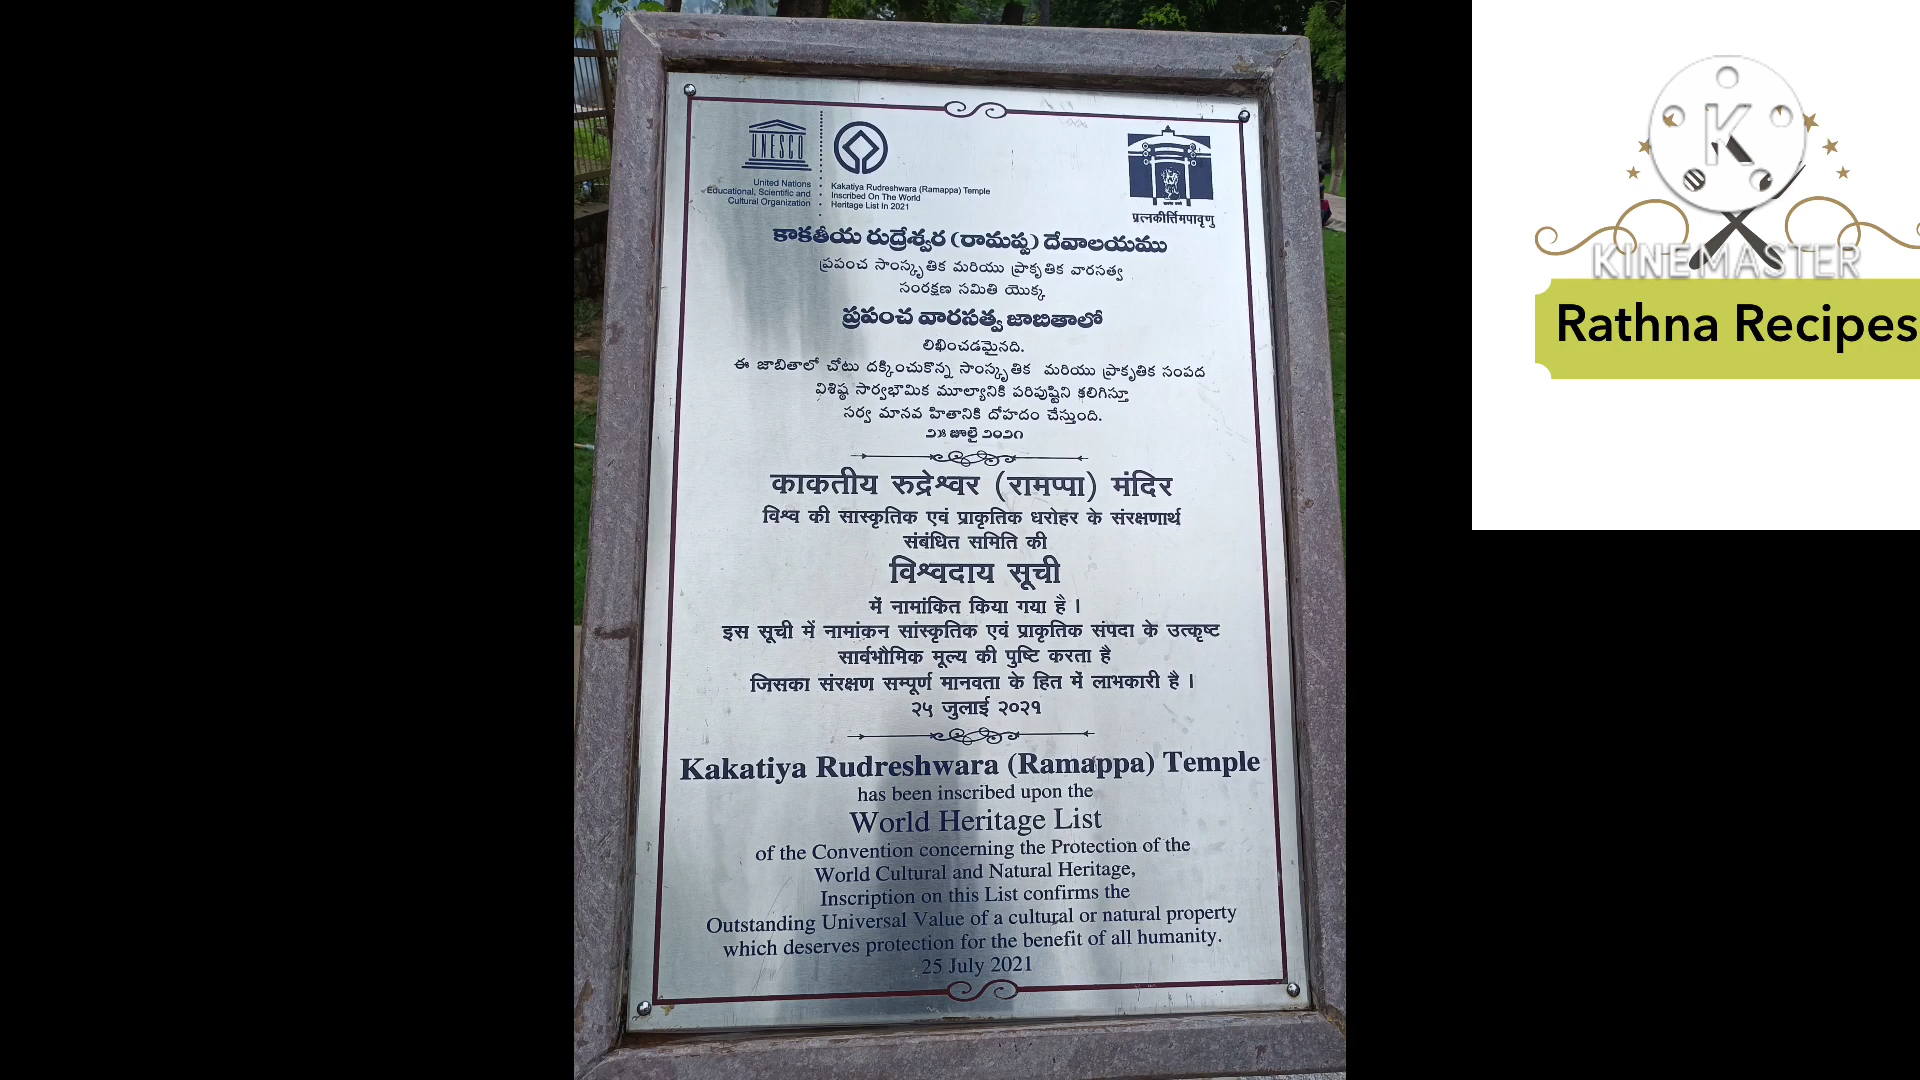 UNESCO
United Nations
Educational, Scientific and
Cultural Organization
Kakatiya Rudreshwara (Ramappa) Temple
Inscribed On The World
Heritage List In 2021
प्रत्नकीर्तिमपावृणु
కాకతీయ రుద్రేశ్వర (రామప్ప) దేవాలయము
ప్రపంచ సాంస్కృతిక మరియు ప్రాకృతిక వారసత్వ
సంరక్షణ సమితి యొక్క
ప్రపంచ వారసత్వ జాబితాలో
లిఖించడమైనది.
ఈ జాబితాలో చోటు దక్కించుకొన్న సాంస్కృతిక మరియు ప్రాకృతిక సంపద
విశిష్ఠ సార్వభౌమిక మూల్యానికి పరిపుష్టిని కలిగిస్తూ
సర్వ మానవ హితానికి దోహదం చేస్తుంది.
౨౫ జూలై ౨౦౨౧
काकतीय रुद्रेश्वर (रामप्पा) मंदिर
विश्व की सास्कृतिक एवं प्राकृतिक धरोहर के संरक्षणार्थ
संबंधित समिति की
विश्वदाय सूची
में नामांकित किया गया है ।
इस सूची में नामांकन सांस्कृतिक एवं प्राकृतिक संपदा के उत्कृष्ट
सार्वभौमिक मूल्य की पुष्टि करता है
जिसका संरक्षण सम्पूर्ण मानवता के हित में लाभकारी है ।
२५ जुलाई २०२१
Kakatiya Rudreshwara (Ramappa) Temple
has been inscribed upon the
World Heritage List
of the Convention concerning the Protection of the
World Cultural and Natural Heritage,
Inscription on this List confirms the
Outstanding Universal Value of a cultural or natural property
which deserves protection for the benefit of all humanity.
25 July 2021
K
KINEMASTER
Rathna Recipes